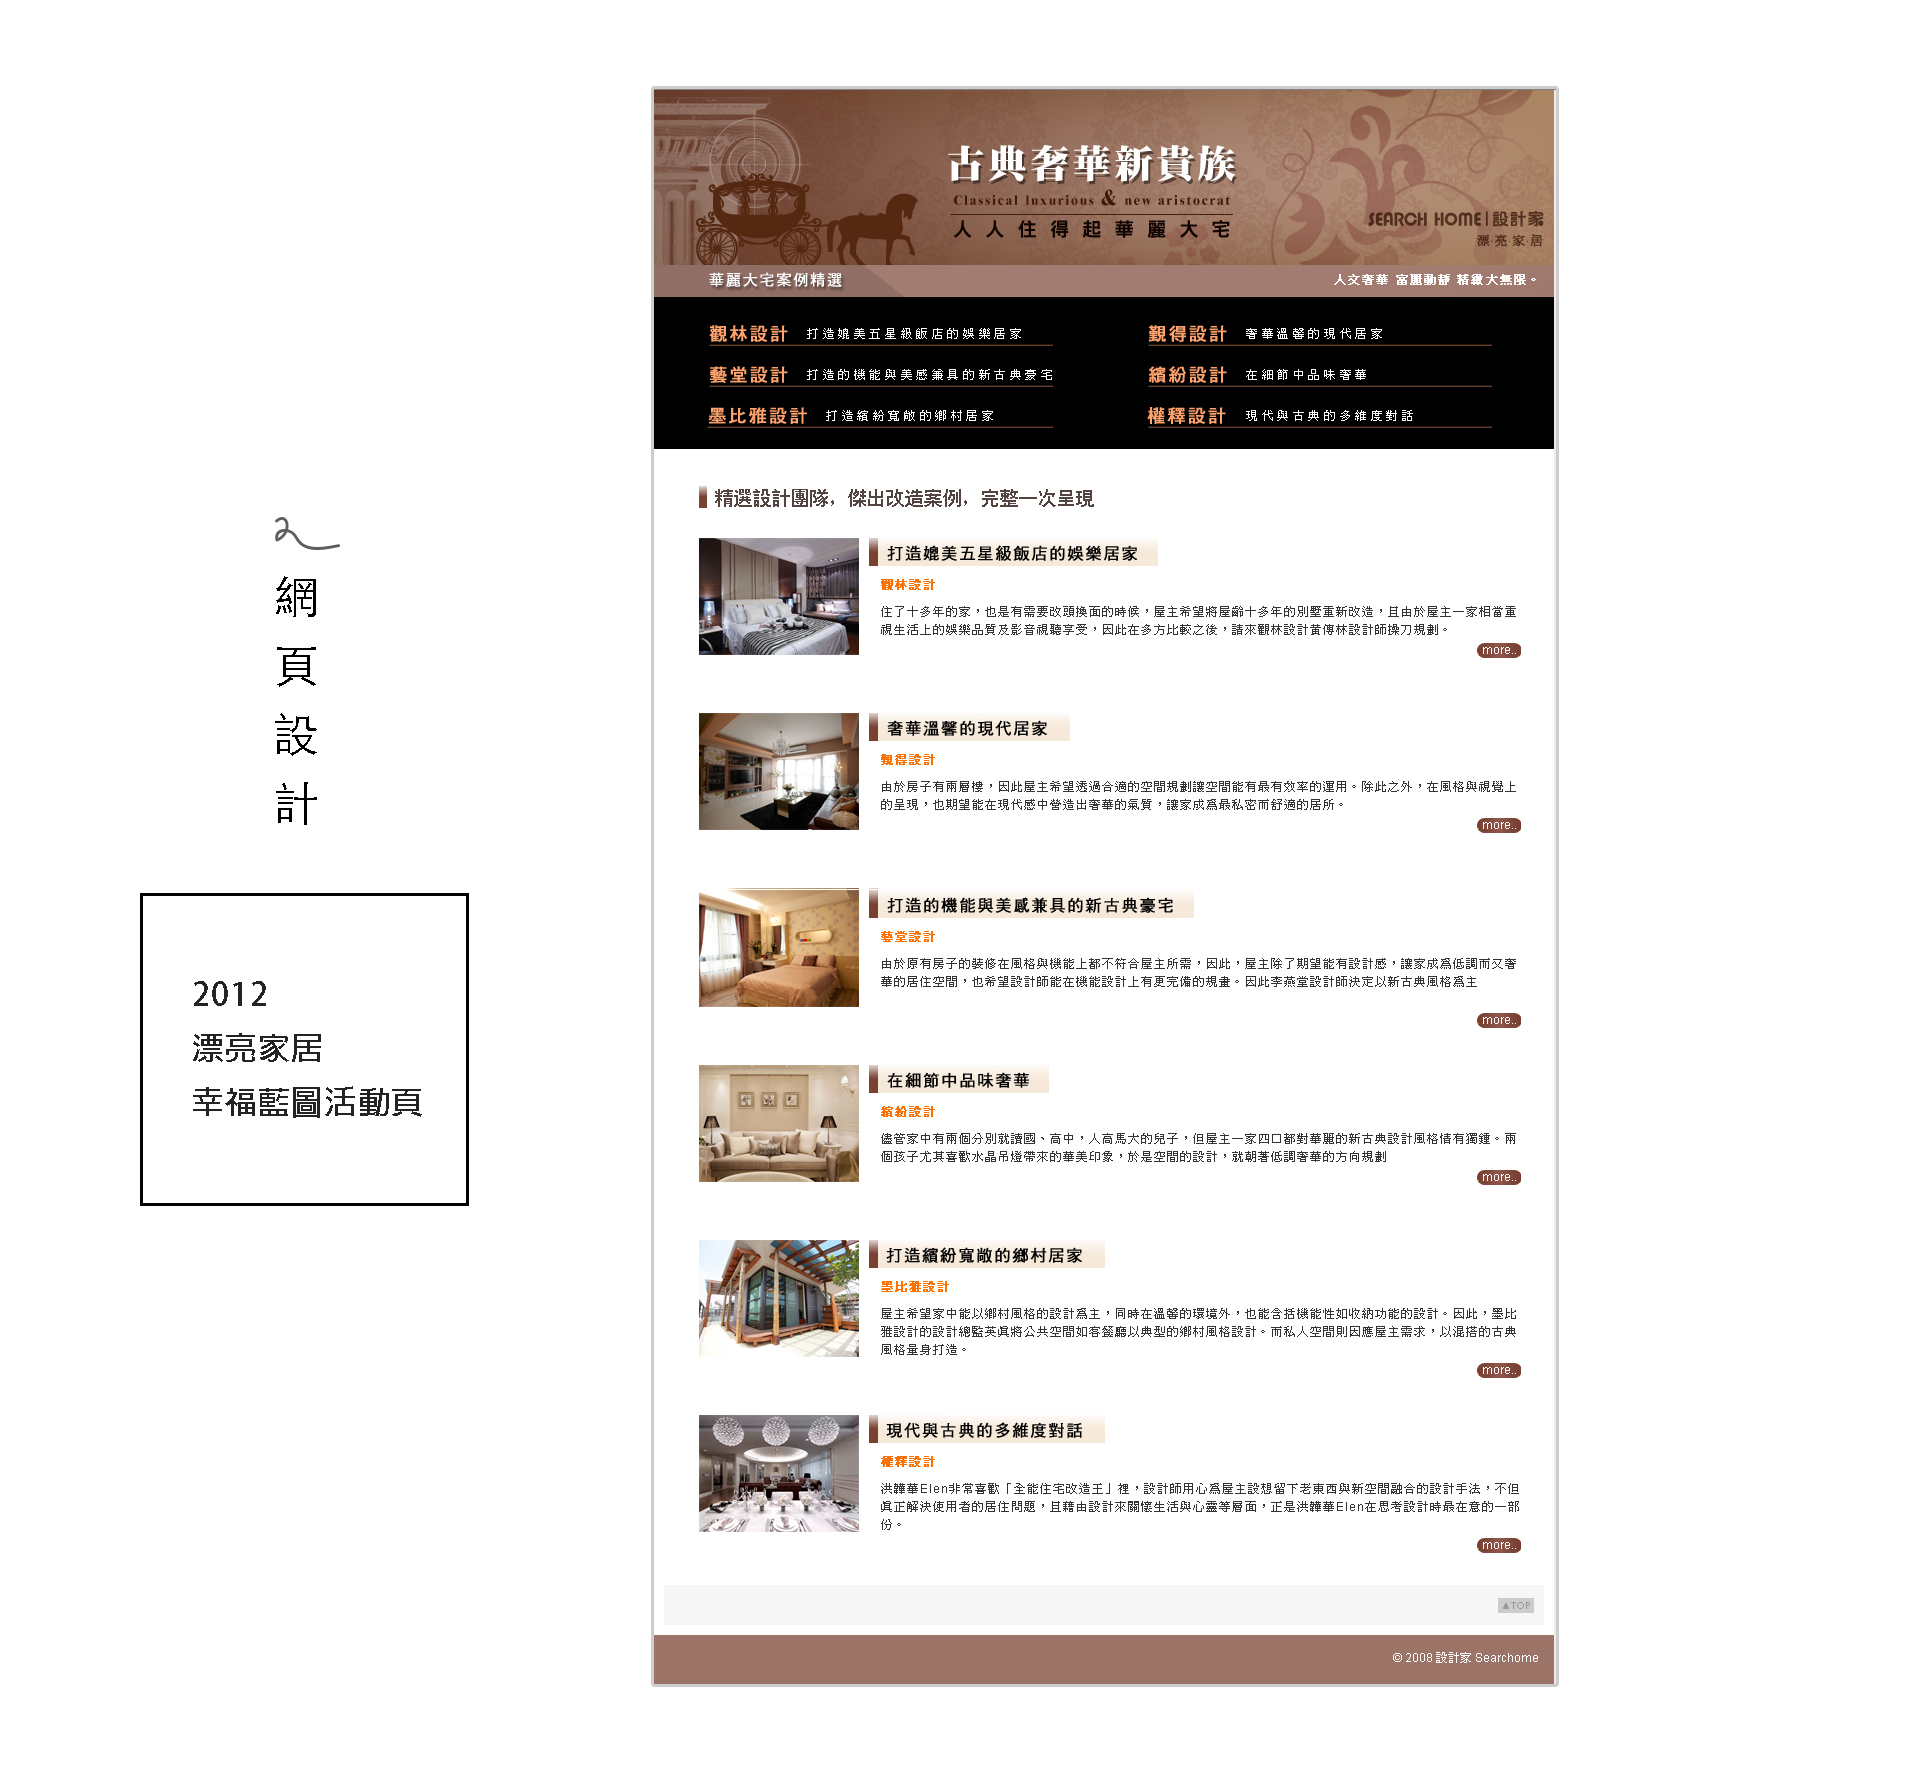 網
頁
設
計
2012
漂亮家居
幸福藍圖活動頁
古典奢華新貴族
Classical luxurious & new aristocrat
人人住得起華麗大宅
SEARCH HOME|設計家
漂·亮·家·居
華麗大宅案例精選
人文奢華 富麗動靜 精緻大無限。
觀林設計 打造媲美五星級飯店的娛樂居家
覲得設計 奢華溫馨的現代居家
藝堂設計 打造的機能與美感兼具的新古典豪宅
繽紛設計 在細節中品味奢華
墨比雅設計 打造繽紛寬敞的鄉村居家
權釋設計 現代與古典的多維度對話
精選設計團隊，傑出改造案例，完整一次呈現
打造媲美五星級飯店的娛樂居家
觀林設計
住了十多年的家，也是有需要改頭換面的時候，屋主希望將屋齡十多年的別墅重新改造，且由於屋主一家相當重
視生活上的娛樂品質及影音視聽享受，因此在多方比較之後，請來觀林設計黃傳林設計師操刀規劃。
more..
奢華溫馨的現代居家
覲得設計
由於房子有兩層樓，因此屋主希望透過合適的空間規劃讓空間能有最有效率的運用。除此之外，在風格與視覺上
的呈現，也期望能在現代感中營造出奢華的氣質，讓家成為最私密而舒適的居所。
more..
打造的機能與美感兼具的新古典豪宅
藝堂設計
由於原有房子的裝修在風格與機能上都不符合屋主所需，因此，屋主除了期望能有設計感，讓家成為低調而又奢
華的居住空間，也希望設計師能在機能設計上有更完備的規畫。因此李燕堂設計師決定以新古典風格為主
more..
在細節中品味奢華
繽紛設計
儘管家中有兩個分別就讀國、高中，人高馬大的兒子，但屋主一家四口都對華麗的新古典設計風格情有獨鍾。兩
個孩子尤其喜歡水晶吊燈帶來的華美印象，於是空間的設計，就朝著低調奢華的方向規劃
more..
打造繽紛寬敞的鄉村居家
墨比雅設計
屋主希望家中能以鄉村風格的設計為主，同時在溫馨的環境外，也能含括機能性如收納功能的設計。因此，墨比
雅設計的設計總監英真將公共空間如客餐廳以典型的鄉村風格設計。而私人空間則因應屋主需求，以混搭的古典
風格量身打造。
more..
現代與古典的多維度對話
權釋設計
洪韡華Elen非常喜歡「全能住宅改造王」裡，設計師用心為屋主設想留下老東西與新空間融合的設計手法，不但
真正解決使用者的居住問題，且藉由設計來關懷生活與心靈等層面，正是洪韡華Elen在思考設計時最在意的一部
份。
more..
▲TOP
© 2008 設計家 Searchome